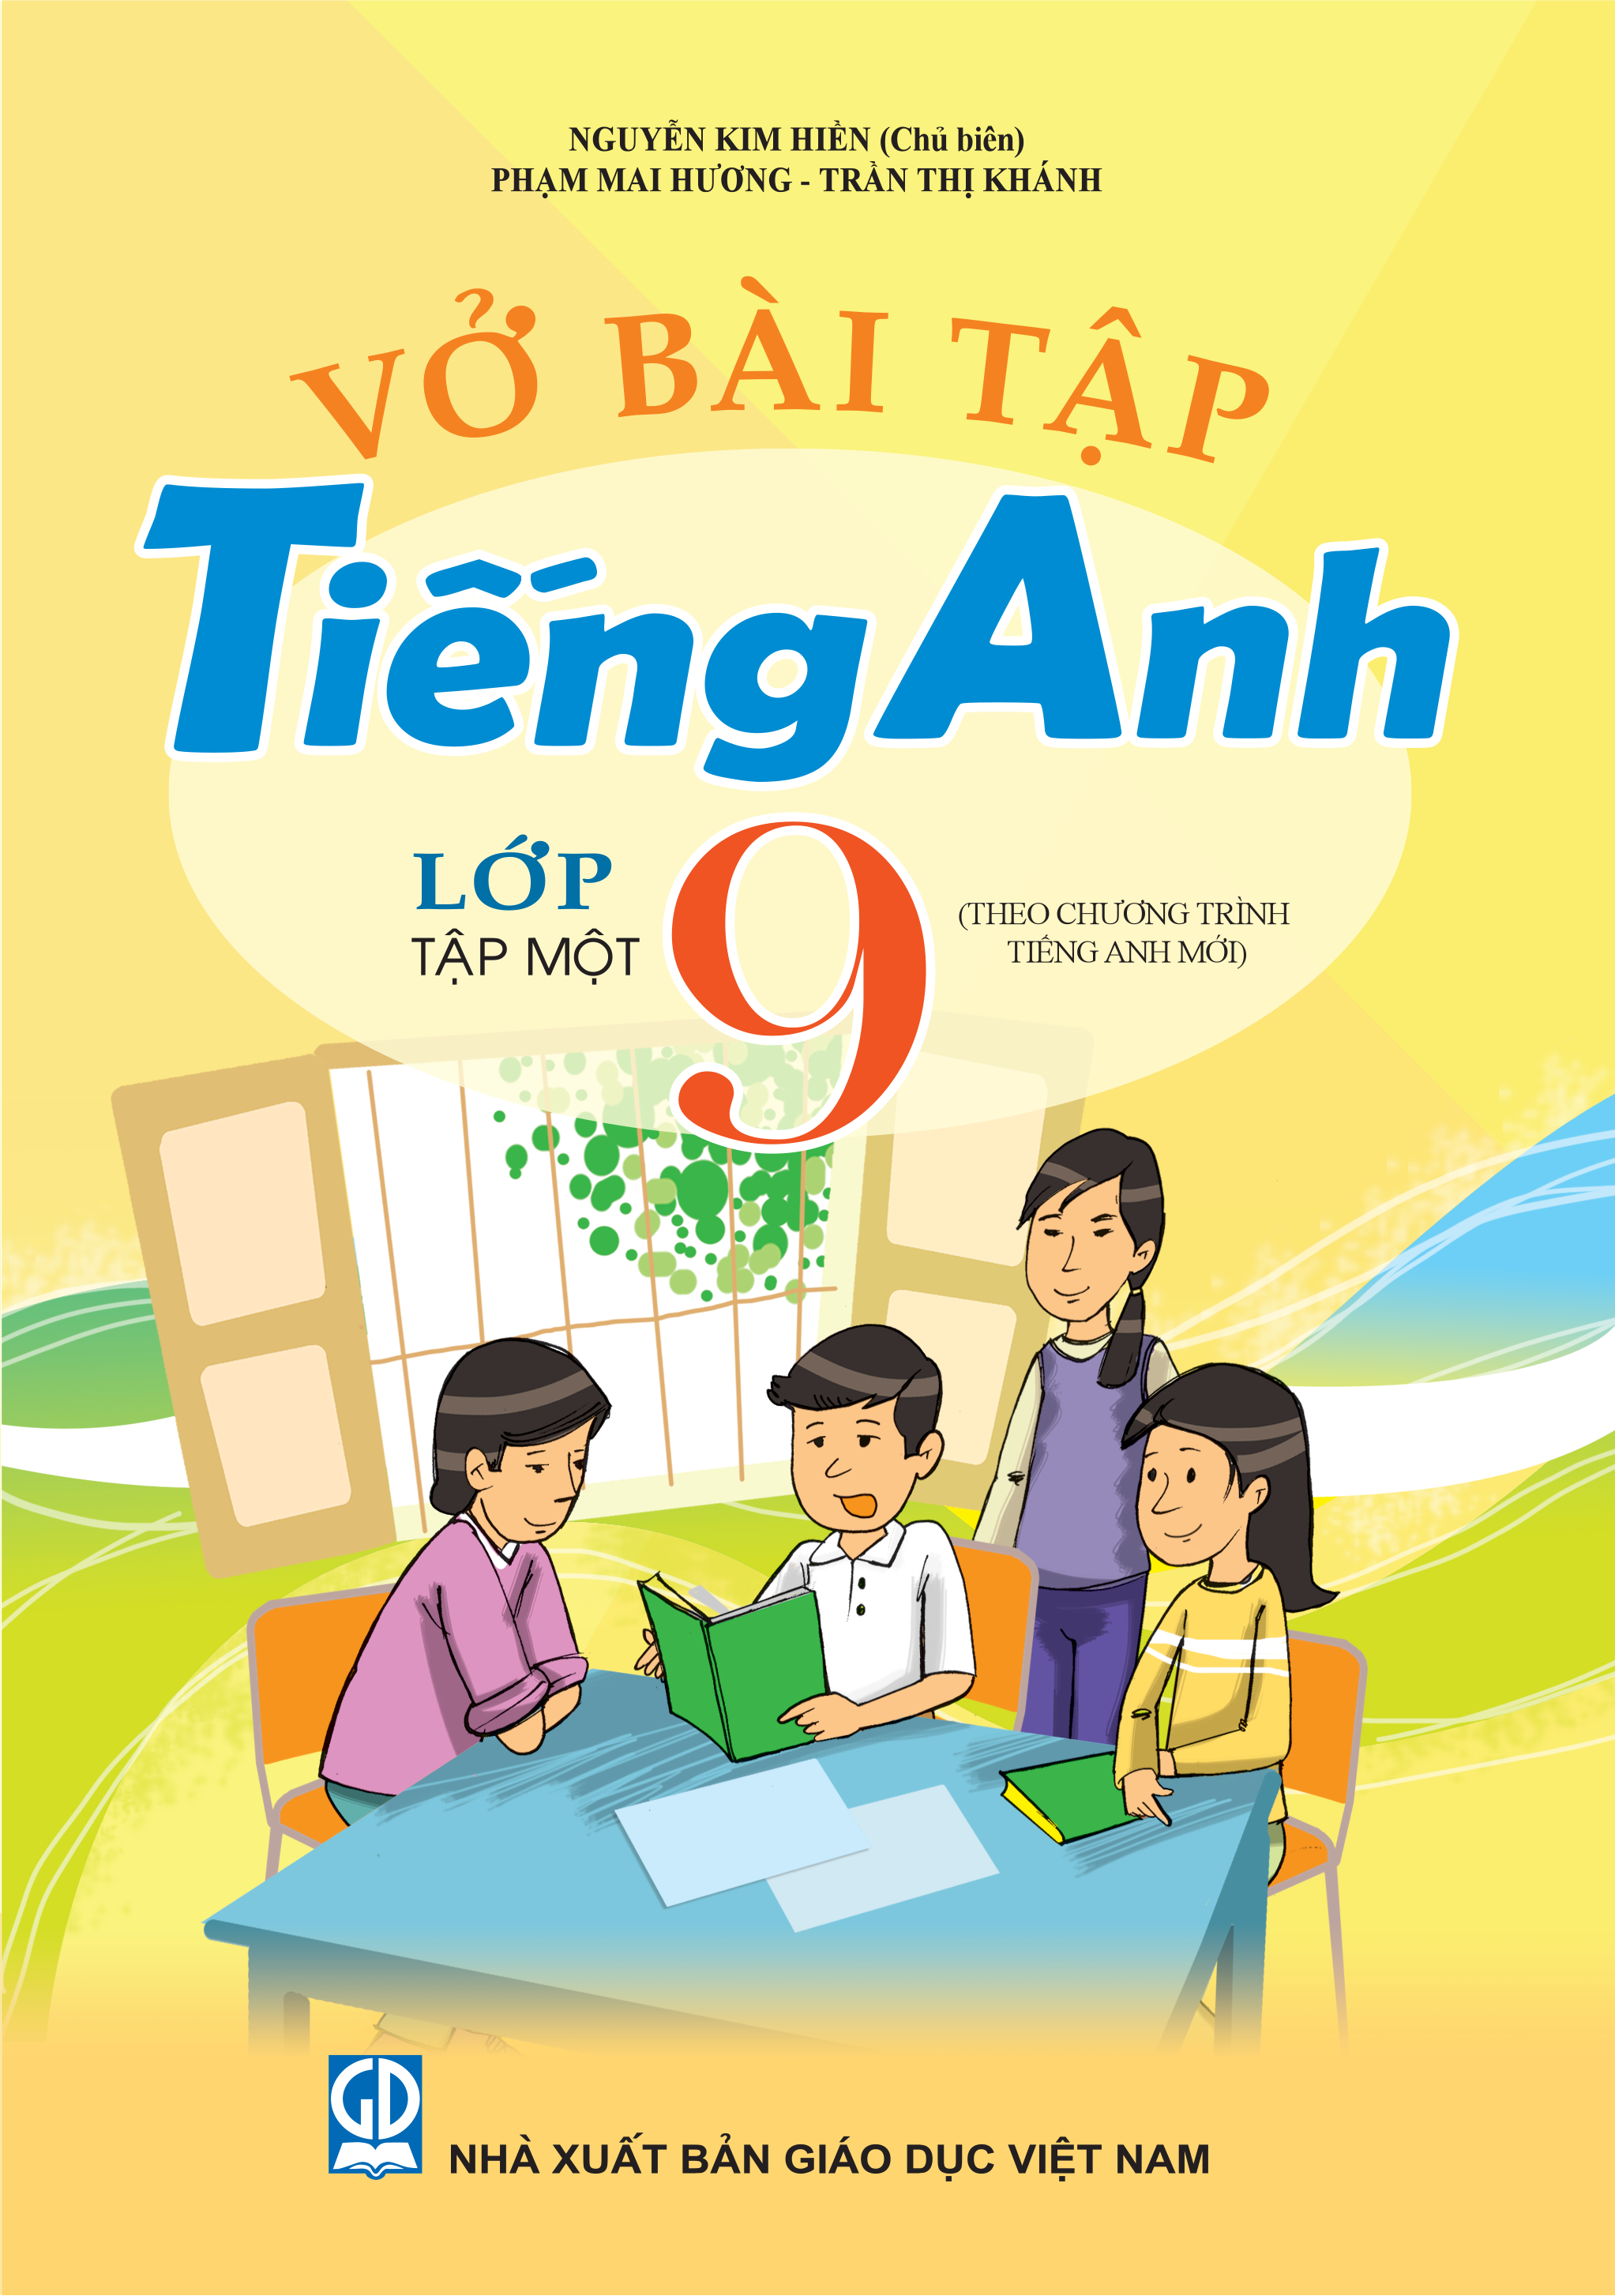 NGUYỄN KIM HIỀN (Chủ biên)
PHẠM MAI HƯƠNG - TRẦN THỊ KHÁNH
VỞ BÀI TẬP
Tiếng Anh
LỚP 9
TẬP MỘT
(THEO CHƯƠNG TRÌNH
TIẾNG ANH MỚI)
GD
NHÀ XUẤT BẢN GIÁO DỤC VIỆT NAM